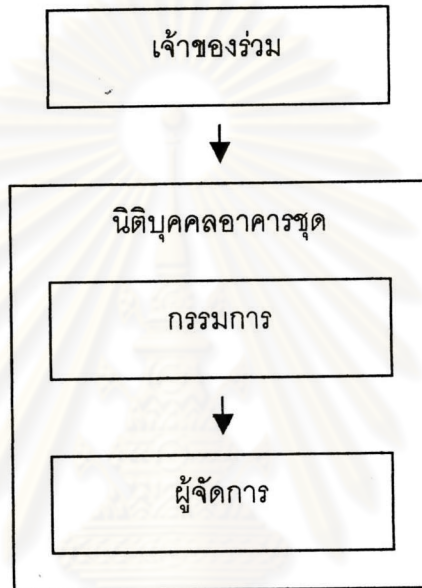 เจ้าของร่วม
นิติบุคคลอาคารชุด
กรรมการ
ผู้จัดการ